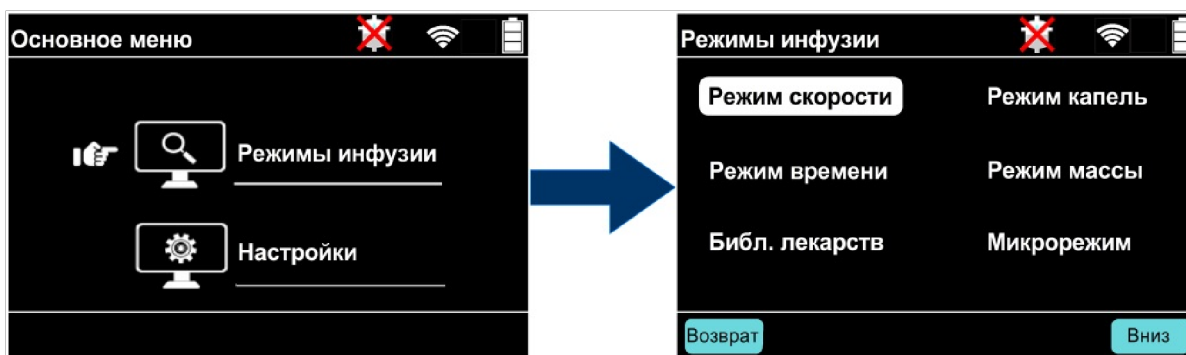 Основное меню
Режимы инфузии
Настройки
Режимы инфузии
Режим скорости
Режим капель
Режим времени
Режим массы
Библ. лекарств
Микрорежим
Возврат
Вниз